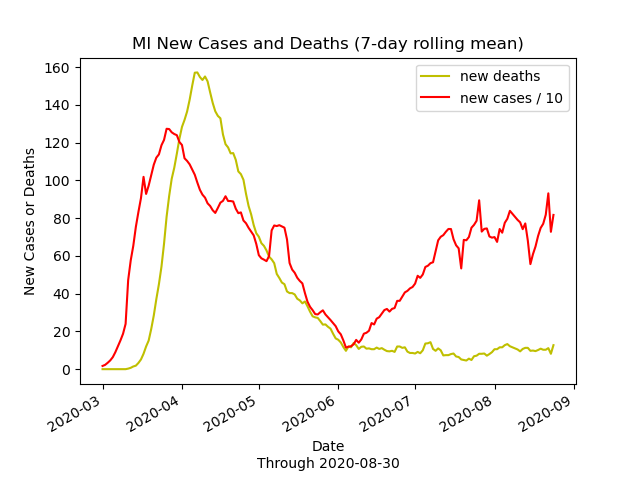 MI New Cases and Deaths (7-day rolling mean)
new deaths
new cases / 10
160
140
120
100
80
60
40
20
0
New Cases or Deaths
2020-03
2020-04
2020-05
2020-06
2020-07
2020-08
2020-09
Date
Through 2020-08-30